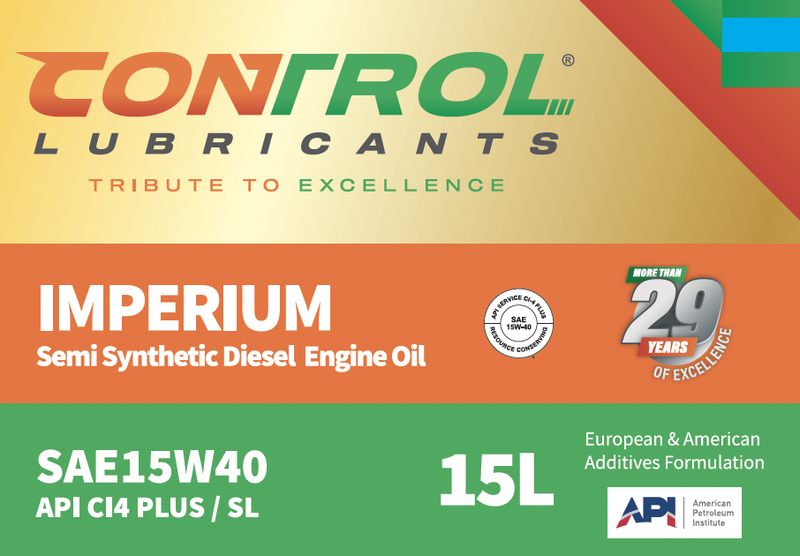 CONTROL®
LUBRICANTS
TRIBUTE TO EXCELLENCE
IMPERIUM
Semi Synthetic Diesel Engine Oil
API SERVICE CI-4 PLUS
SAE
15W-40
RESOURCE CONSERVING
MORE THAN
29
YEARS
OF EXCELLENCE
SAE15W40
API CI4 PLUS / SL
15L
European & American
Additives Formulation
API
American
Petroleum
Institute